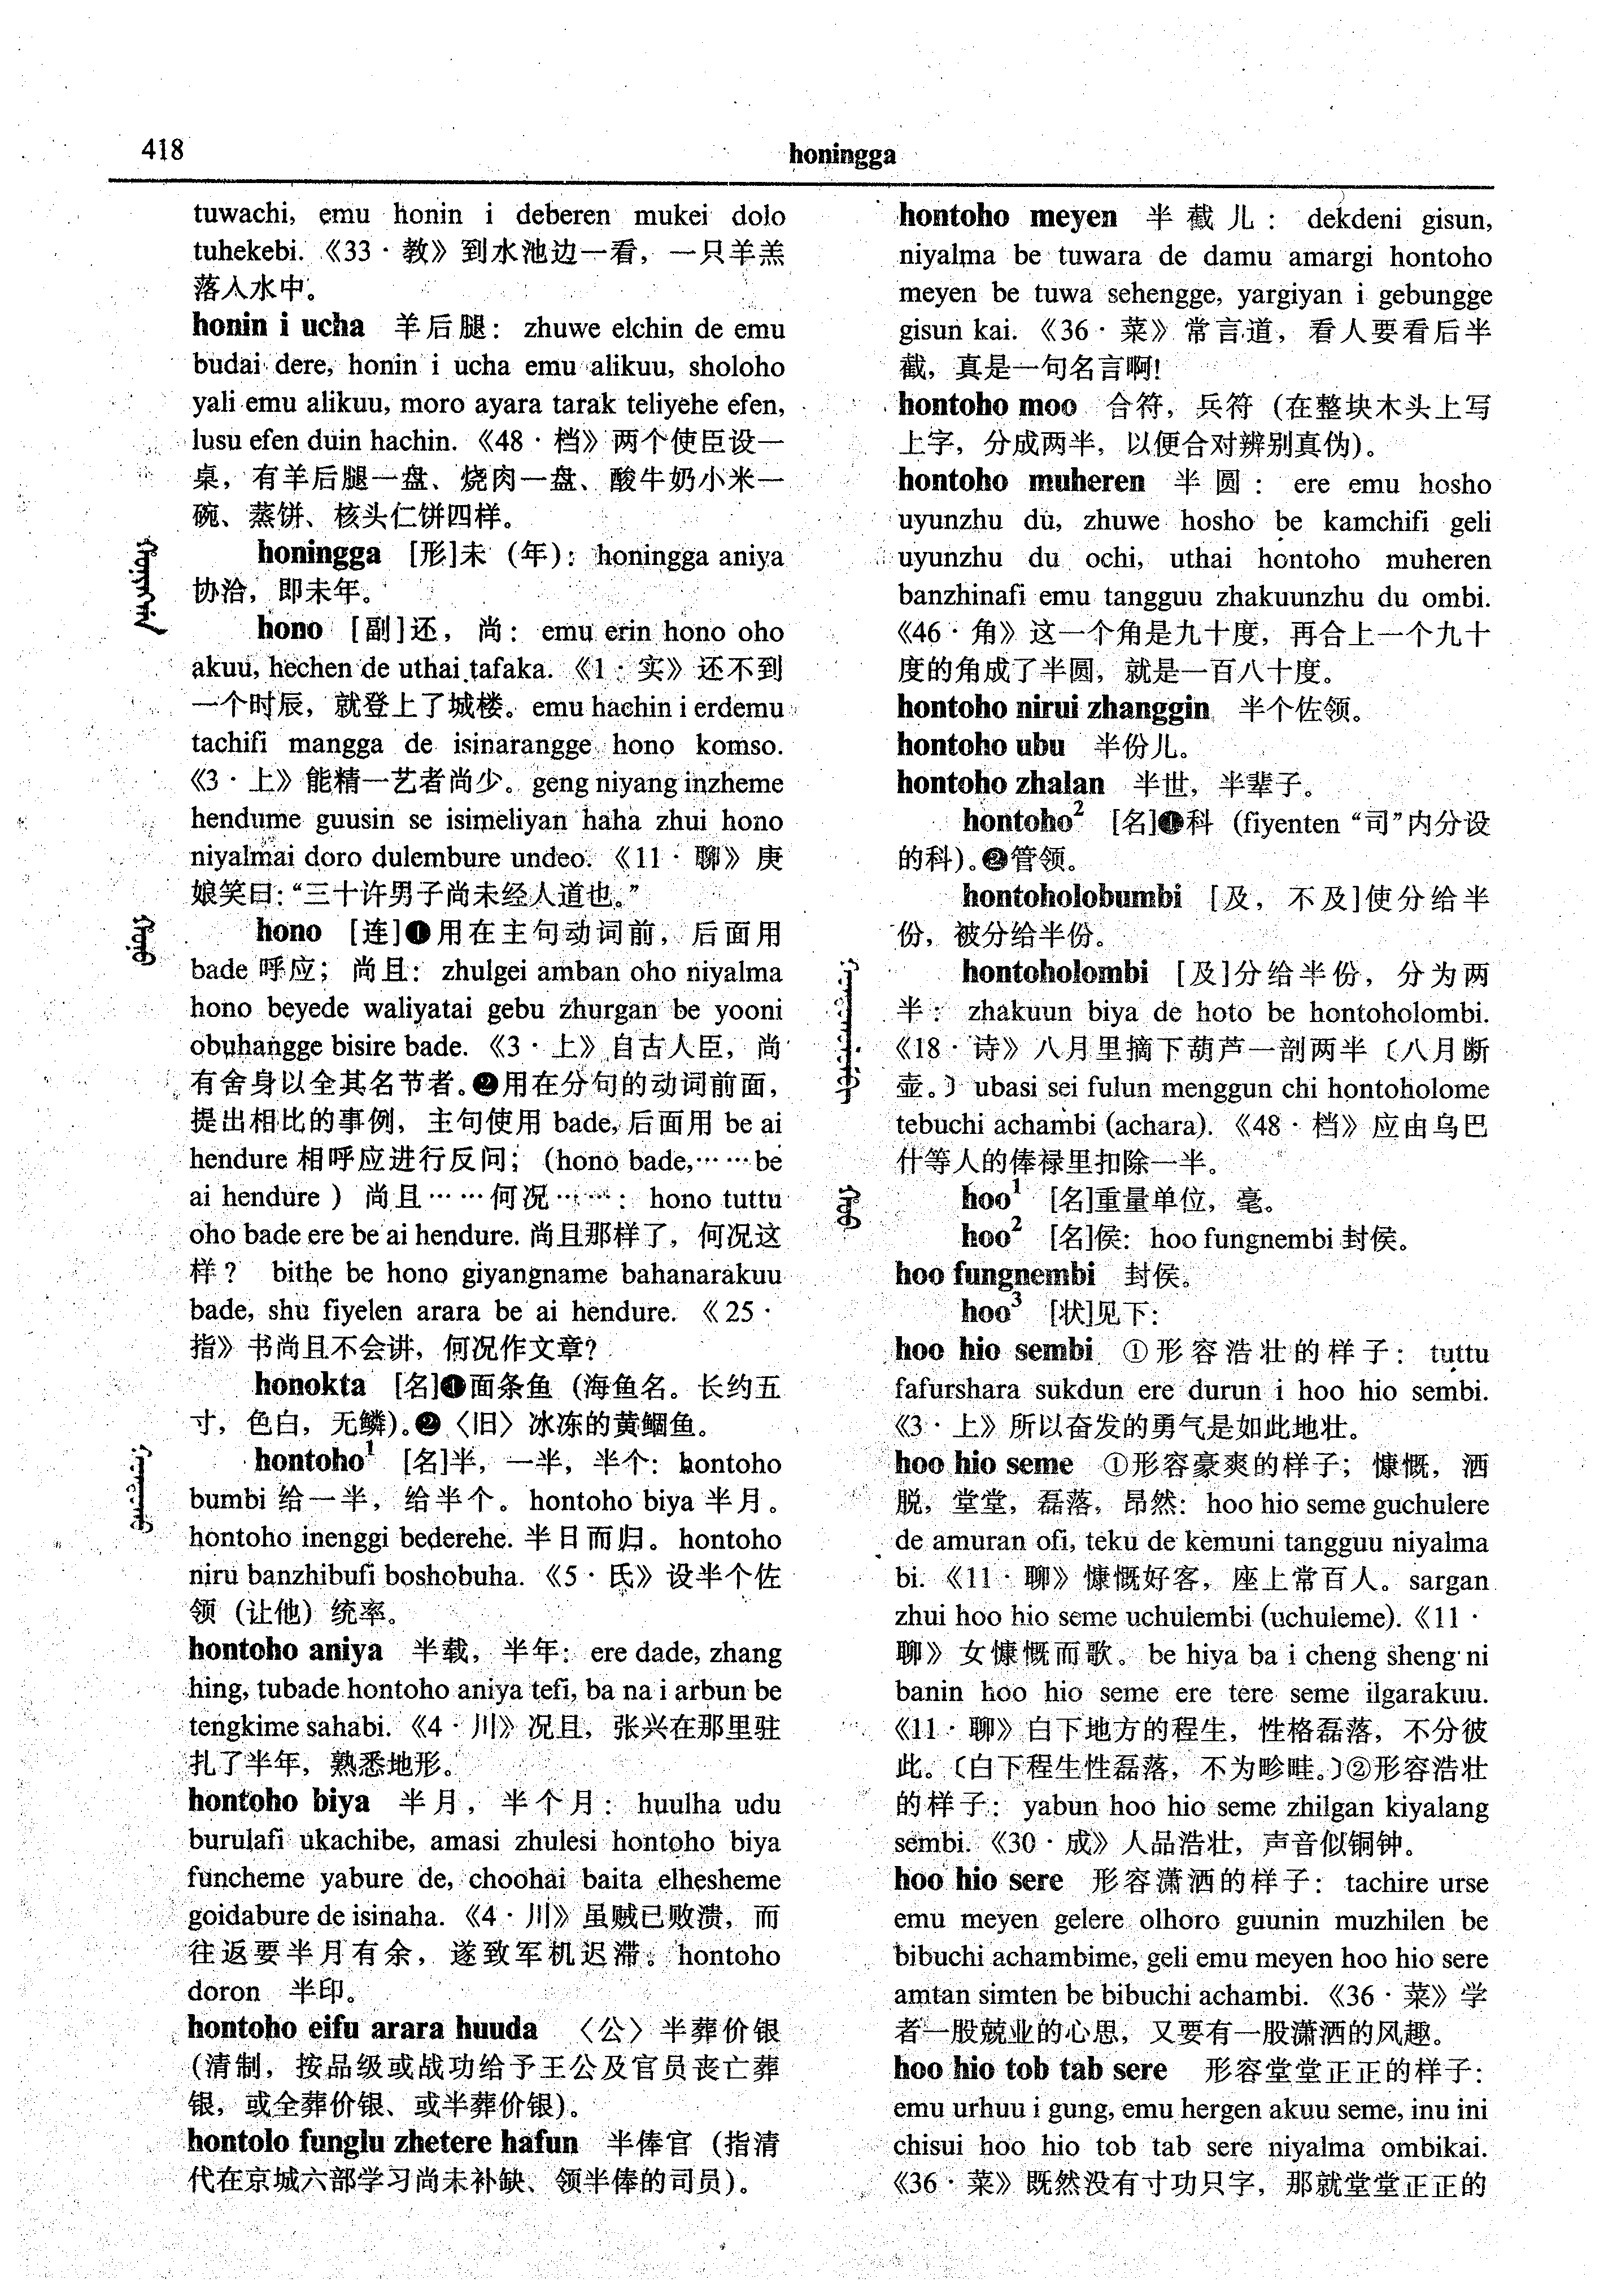 418
honingga
tuwachi, emu honin i deberen mukei dolo
tuhekebi.《33·教》到水池边一看，一只羊羔
落入水中。
honin i ucha 羊后腿：zhuwe elchin de emu
budai dere, honin i ucha emu alikuu, sholoho
yali emu alikuu, moro ayara tarak teliyehe efen,
lusu efen duin hachin.《48·档》两个使臣设一
桌，有羊后腿一盘、烧肉一盘、酸牛奶小米一
碗、蒸饼、核头仁饼四样。
honingga [形]未（年）：honingga aniya
协洽，即未年。
hono [副]还，尚：emu erin hono oho
akuu, hechen de uthai tafaka.《1·实》还不到
一个时辰，就登上了城楼。emu hachin i erdemu
tachifi mangga de isinarangge hono komso.
《3·上》能精一艺者尚少。geng niyang inzheme
hendume guusin se isimeliyan haha zhui hono
niyalmai doro dulembure undeo.《11·聊》庚
娘笑曰：“三十许男子尚未经人道也。”
hono [连]❶用在主句动词前，后面用
bade 呼应；尚且：zhulgei amban oho niyalma
hono beyede waliyatai gebu zhurgan be yooni
obuhangge bisire bade.《3·上》自古人臣，尚
有舍身以全其名节者。❷用在分句的动词前面，
提出相比的事例，主句使用 bade, 后面用 be ai
hendure 相呼应进行反问；(hono bade,……be
ai hendure ) 尚且……何况……：hono tuttu
oho bade ere be ai hendure. 尚且那样了，何况这
样？ bithe be hono giyangname bahanarakuu
bade, shu fiyelen arara be ai hendure.《25·
指》书尚且不会讲，何况作文章？
honokta [名]❶面条鱼（海鱼名。长约五
寸，色白，无鳞）。❷〈旧〉冰冻的黄鲴鱼。
hontoho¹ [名]半，一半，半个：hontoho
bumbi 给一半，给半个。hontoho biya 半月。
hontoho inenggi bederehe. 半日而归。hontoho
niru banzhibufi boshobuha.《5·氏》设半个佐
领（让他）统率。
hontoho aniya 半载，半年：ere dade, zhang
hing, tubade hontoho aniya tefi, ba na i arbun be
tengkime sahabi.《4·川》况且，张兴在那里驻
扎了半年，熟悉地形。
hontoho biya 半月，半个月：huulha udu
burulafi ukachibe, amasi zhulesi hontoho biya
funcheme yabure de, choohai baita elhesheme
goidabure de isinaha.《4·川》虽贼已败溃，而
往返要半月有余，遂致军机迟滞。hontoho
doron 半印。
hontoho eifu arara huuda 〈公〉半葬价银
（清制，按品级或战功给予王公及官员丧亡葬
银，或全葬价银、或半葬价银）。
hontolo funglu zhetere hafun 半俸官（指清
代在京城六部学习尚未补缺、领半俸的司员）。
hontoho meyen 半截儿：dekdeni gisun,
niyalma be tuwara de damu amargi hontoho
meyen be tuwa sehengge, yargiyan i gebungge
gisun kai.《36·菜》常言道，看人要看后半
截，真是一句名言啊！
hontoho moo 合符，兵符（在整块木头上写
上字，分成两半，以便合对辨别真伪）。
hontoho muheren 半圆：ere emu hosho
uyunzhu du, zhuwe hosho be kamchifi geli
uyunzhu du ochi, uthai hontoho muheren
banzhinafi emu tangguu zhakuunzhu du ombi.
《46·角》这一个角是九十度，再合上一个九十
度的角成了半圆，就是一百八十度。
hontoho nirui zhanggin 半个佐领。
hontoho ubu 半份儿。
hontoho zhalan 半世，半辈子。
hontoho² [名]❶科（fiyenten “司”内分设
的科）。❷管领。
hontoholobumbi [及，不及]使分给半
份，被分给半份。
hontoholombi [及]分给半份，分为两
半：zhakuun biya de hoto be hontoholombi.
《18·诗》八月里摘下葫芦一剖两半〔八月断
壶。〕ubasi sei fulun menggun chi hontoholome
tebuchi achambi (achara).《48·档》应由乌巴
什等人的俸禄里扣除一半。
hoo¹ [名]重量单位，毫。
hoo² [名]侯：hoo fungnembi 封侯。
hoo fungnembi 封侯。
hoo³ [状]见下：
hoo hio sembi ①形容浩壮的样子：tuttu
fafurshara sukdun ere durun i hoo hio sembi.
《3·上》所以奋发的勇气是如此地壮。
hoo hio seme ①形容豪爽的样子；慷慨，洒
脱，堂堂，磊落，昂然：hoo hio seme guchulere
de amuran ofi, teku de kemuni tangguu niyalma
bi.《11·聊》慷慨好客，座上常百人。sargan
zhui hoo hio seme uchulembi (uchuleme).《11·
聊》女慷慨而歌。be hiya ba i cheng sheng ni
banin hoo hio seme ere tere seme ilgarakuu.
《11·聊》白下地方的程生，性格磊落，不分彼
此。〔白下程生性磊落，不为畛畦。〕②形容浩壮
的样子：yabun hoo hio seme zhilgan kiyalang
sembi.《30·成》人品浩壮，声音似铜钟。
hoo hio sere 形容潇洒的样子：tachire urse
emu meyen gelere olhoro guunin muzhilen be
bibuchi achambime, geli emu meyen hoo hio sere
amtan simten be bibuchi achambi.《36·菜》学
者一股兢业的心思，又要有一股潇洒的风趣。
hoo hio tob tab sere 形容堂堂正正的样子：
emu urhuu i gung, emu hergen akuu seme, inu ini
chisui hoo hio tob tab sere niyalma ombikai.
《36·菜》既然没有寸功只字，那就堂堂正正的